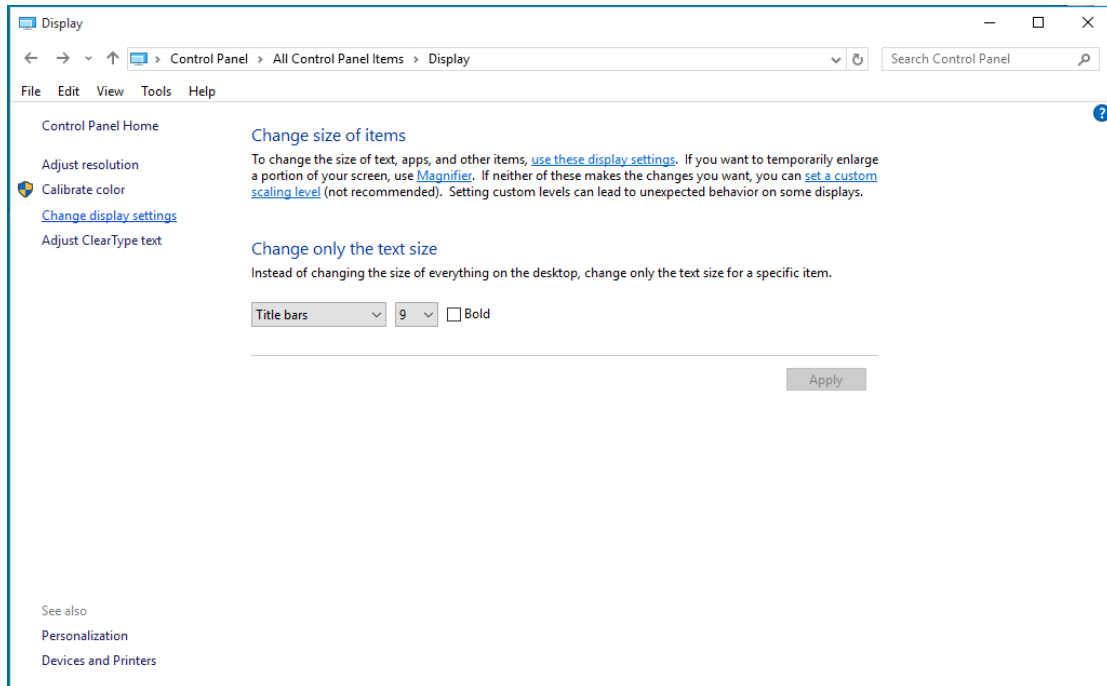 Display
Control Panel > All Control Panel Items > Display
Search Control Panel
File Edit View Tools Help
Control Panel Home
Adjust resolution
Calibrate color
Change display settings
Adjust ClearType text
Change size of items
To change the size of text, apps, and other items, use these display settings. If you want to temporarily enlarge
a portion of your screen, use Magnifier. If neither of these makes the changes you want, you can set a custom
scaling level (not recommended). Setting custom levels can lead to unexpected behavior on some displays.
Change only the text size
Instead of changing the size of everything on the desktop, change only the text size for a specific item.
Title bars 9 Bold
Apply
See also
Personalization
Devices and Printers